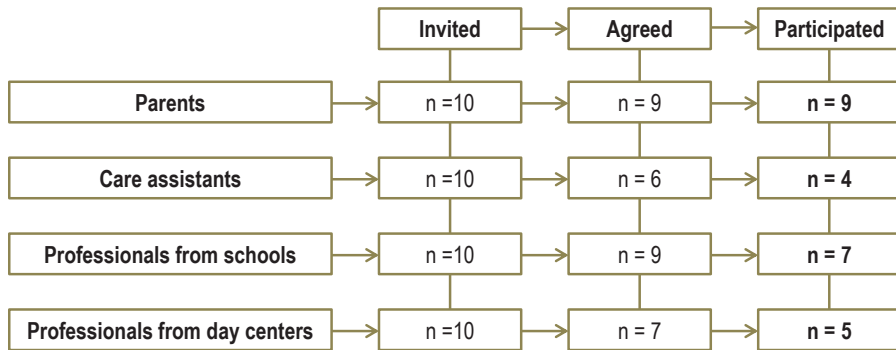 Invited Agreed Participated
Parents n =10 n = 9 n = 9
Care assistants n =10 n = 6 n = 4
Professionals from schools n =10 n = 9 n = 7
Professionals from day centers n =10 n = 7 n = 5